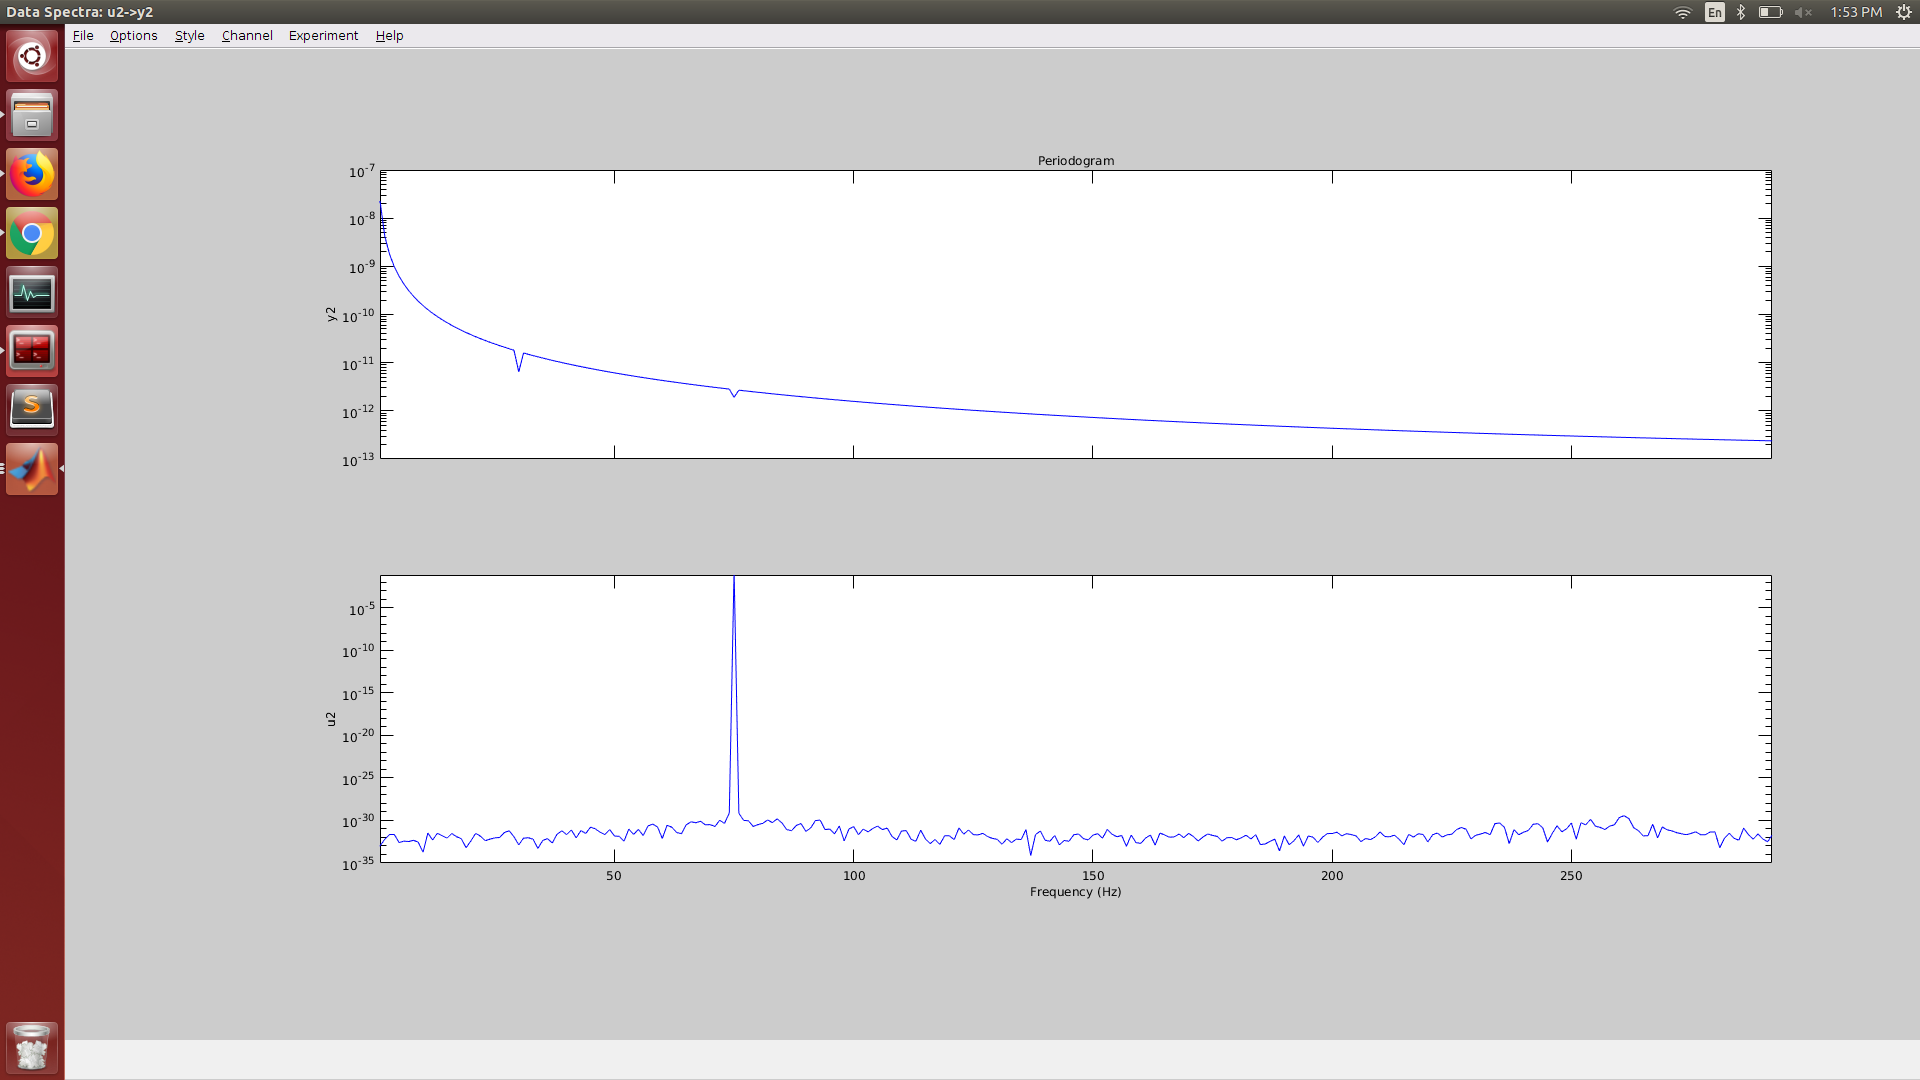 Data Spectra: u2->y2
En
1:53 PM
File Options Style Channel Experiment Help
Periodogram
10^-7
10^-8
10^-9
10^-10
10^-11
10^-12
10^-13
y2
10^-5
10^-10
10^-15
10^-20
10^-25
10^-30
10^-35
u2
50 100 150 200 250
Frequency (Hz)
S